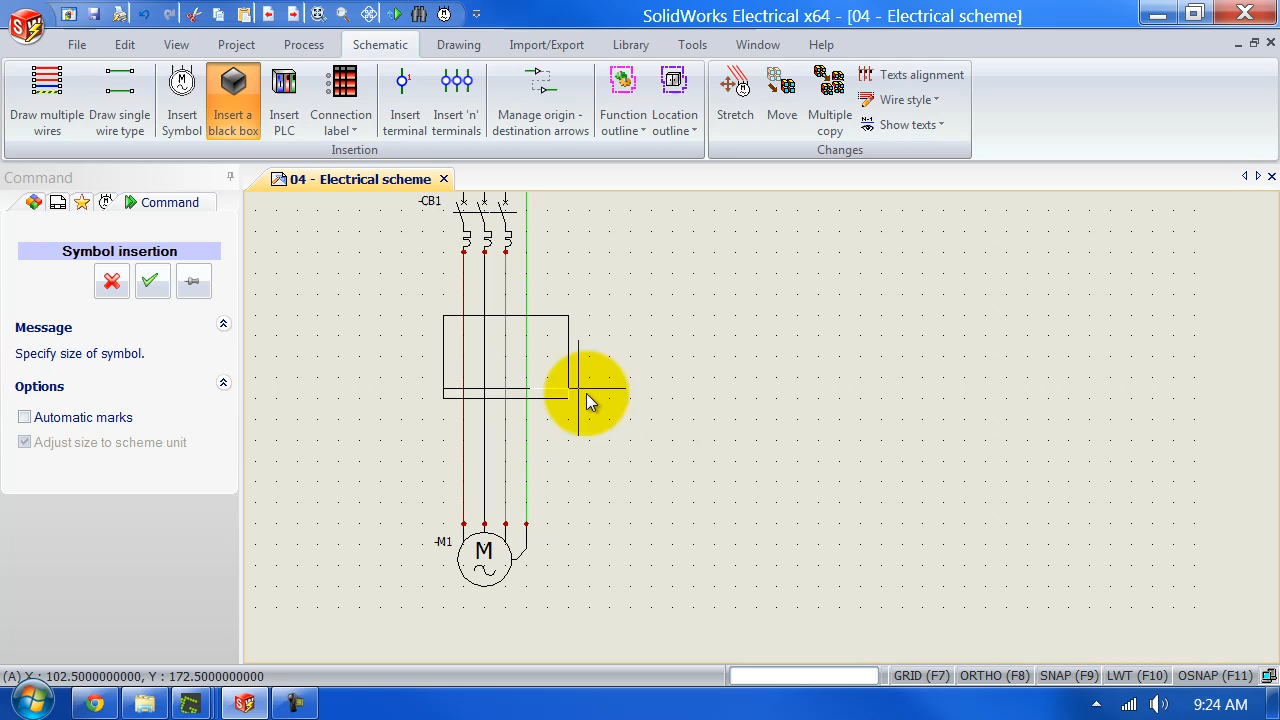 SolidWorks Electrical x64 - [04 - Electrical scheme]
File Edit View Project Process Schematic Drawing Import/Export Library Tools Window Help
Draw multiple wires
Draw single wire type
Insert Symbol
Insert a black box
Insert PLC
Connection label
Insert terminal
Insert 'n' terminals
Manage origin - destination arrows
Function outline
Location outline
Stretch
Move
Multiple copy
Texts alignment
Wire style
Show texts
Insertion
Changes
Command
04 - Electrical scheme
Command
Symbol insertion
Message
Specify size of symbol.
Options
Automatic marks
Adjust size to scheme unit
-CB1
-M1
M
(A) X : 102.5000000000, Y : 172.5000000000
GRID (F7) ORTHO (F8) SNAP (F9) LWT (F10) OSNAP (F11)
9:24 AM